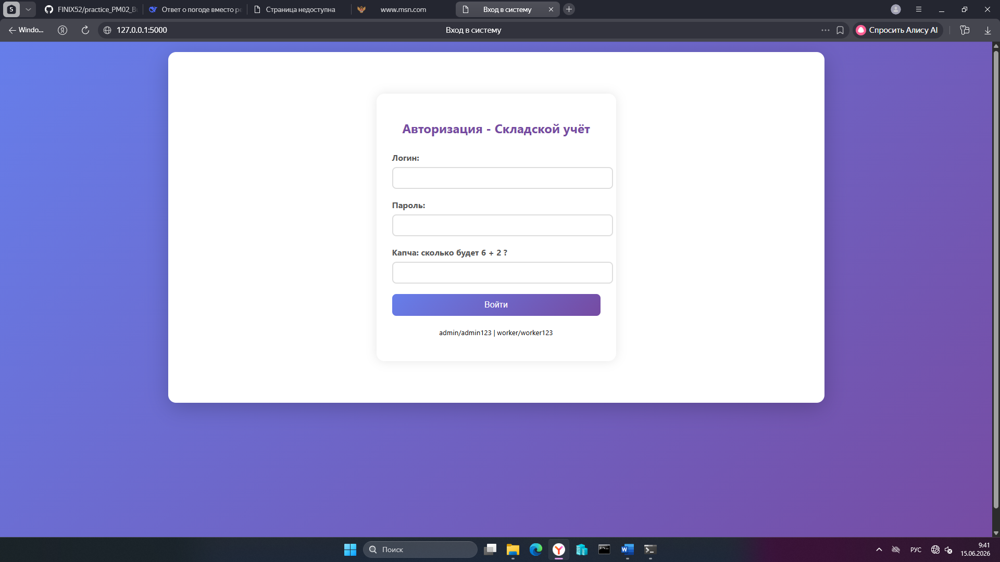 5
FINIX52/practice_PM02_B
Ответ о погоде вместо ре
Страница недоступна
www.msn.com
Вход в систему
Windo...
127.0.0.1:5000
Вход в систему
Спросить Алису AI
Авторизация - Складской учёт
Логин:
Пароль:
Капча: сколько будет 6 + 2 ?
Войти
admin/admin123 | worker/worker123
Поиск
РУС
9:41
15.06.2026